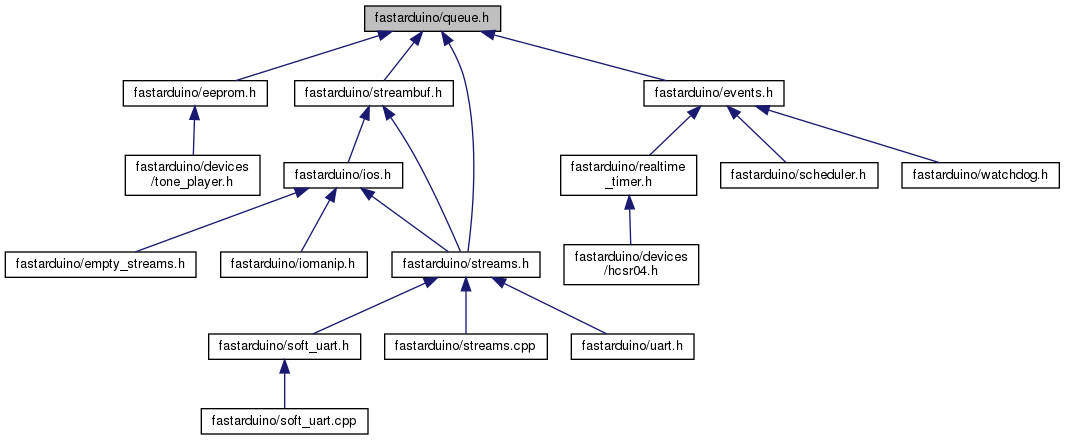 fastarduino/queue.h
fastarduino/eeprom.h
fastarduino/streambuf.h
fastarduino/events.h
fastarduino/devices
/tone_player.h
fastarduino/ios.h
fastarduino/realtime
_timer.h
fastarduino/scheduler.h
fastarduino/watchdog.h
fastarduino/empty_streams.h
fastarduino/iomanip.h
fastarduino/streams.h
fastarduino/devices
/hcsr04.h
fastarduino/soft_uart.h
fastarduino/streams.cpp
fastarduino/uart.h
fastarduino/soft_uart.cpp